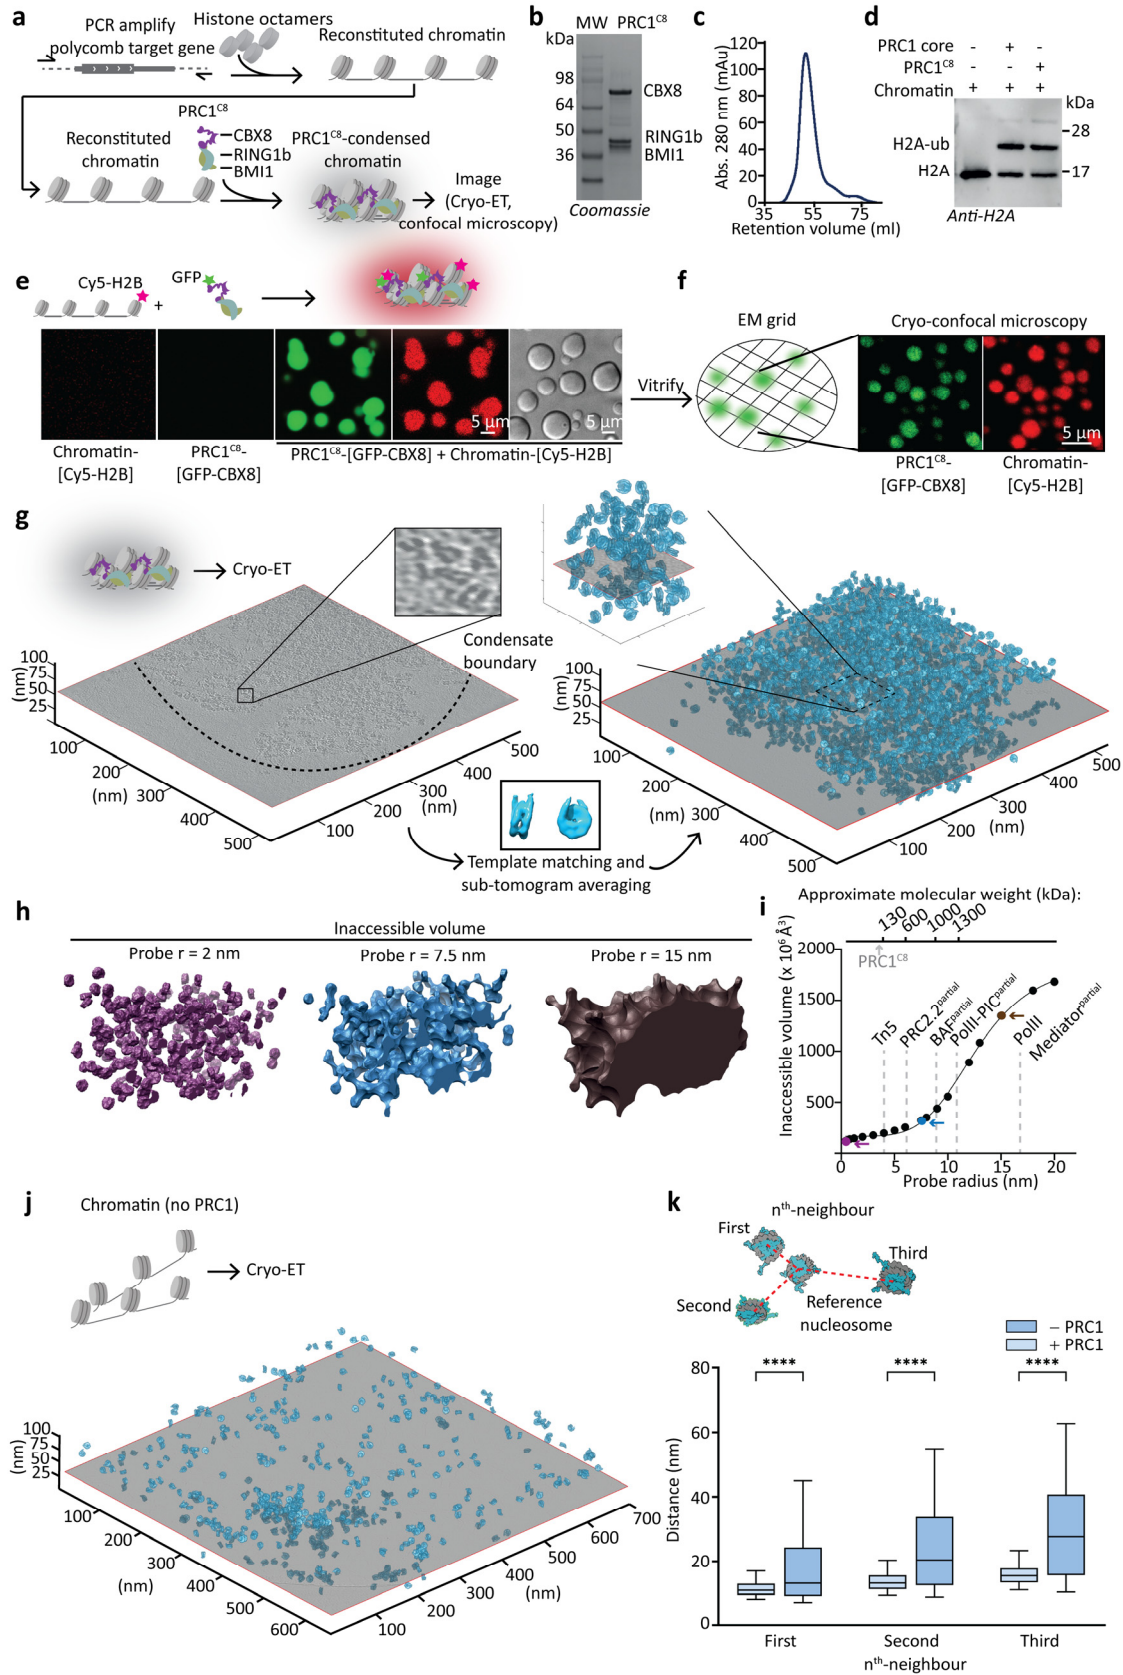 a
PCR amplify
polycomb target gene
Histone octamers
Reconstituted chromatin
Reconstituted
chromatin
PRC1C8
CBX8
RING1b
BMI1
PRC1C8-condensed
chromatin
Image
(Cryo-ET,
confocal microscopy)
b
MW PRC1C8
kDa
98
64
50
36
CBX8
RING1b
BMI1
Coomassie
c
Abs. 280 nm (mAu)
120
100
80
60
40
20
0
35 55 75
Retention volume (ml)
d
PRC1 core - + -
PRC1C8 - - +
Chromatin + + +
kDa
28
17
H2A-ub
H2A
Anti-H2A
e
Cy5-H2B
+
GFP
5 µm
5 µm
Chromatin-
[Cy5-H2B]
PRC1C8-
[GFP-CBX8]
PRC1C8-[GFP-CBX8] + Chromatin-[Cy5-H2B]
f
EM grid
Vitrify
Cryo-confocal microscopy
5 µm
PRC1C8-
[GFP-CBX8]
Chromatin-
[Cy5-H2B]
g
Cryo-ET
Condensate
boundary
100
75
50
25
(nm)
100
200
300
400
500
(nm)
100
200
300
400
500
(nm)
Template matching and
sub-tomogram averaging
100
75
50
25
(nm)
100
200
300
400
500
(nm)
100
200
300
400
500
(nm)
h
Inaccessible volume
Probe r = 2 nm
Probe r = 7.5 nm
Probe r = 15 nm
i
Approximate molecular weight (kDa):
130
600
1000
1300
PRC1C8
Inaccessible volume (x 10⁶ Å³)
2000
1500
1000
500
Tn5
PRC2.2partial
BAFpartial
PolII-PICpartial
PolII
Mediatorpartial
0 5 10 15 20
Probe radius (nm)
j
Chromatin (no PRC1)
Cryo-ET
100
75
50
25
(nm)
100
200
300
400
500
600
(nm)
100
200
300
400
500
600
700
(nm)
k
nth-neighbour
First
Second
Third
Reference
nucleosome
− PRC1
+ PRC1
Distance (nm)
80
60
40
20
0
****
****
****
First
Second
Third
nth-neighbour